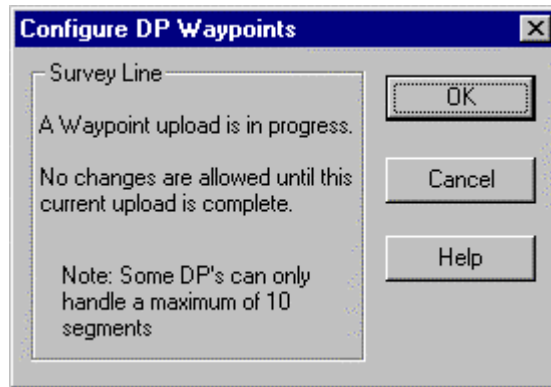 Configure DP Waypoints
Survey Line
A Waypoint upload is in progress.
No changes are allowed until this
current upload is complete.
Note: Some DP's can only
handle a maximum of 10
segments
OK
Cancel
Help